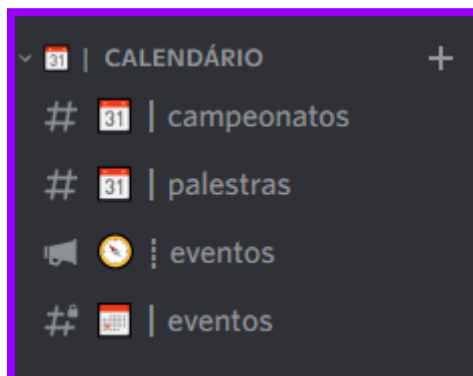 📅 | CALENDÁRIO
# 📅 | campeonatos
# 📅 | palestras
🧭 ┋ eventos
# 🗓 | eventos